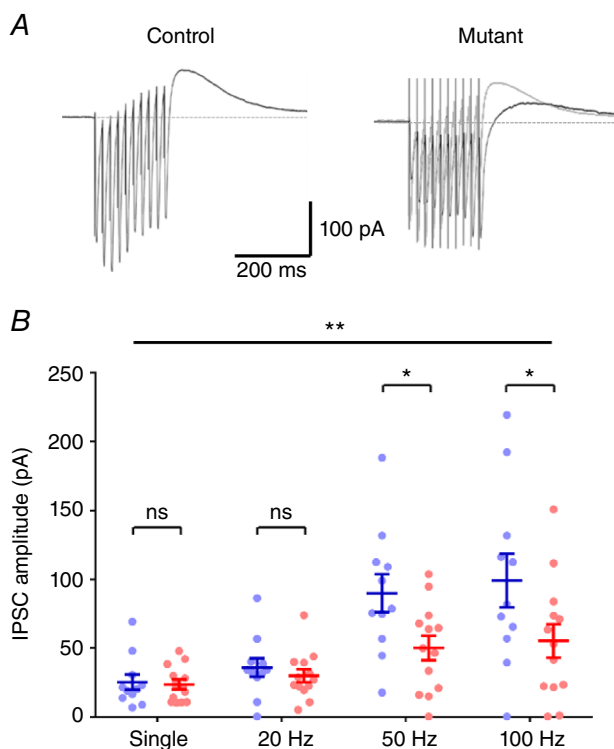 A
Control
Mutant
100 pA
200 ms
B
**
250
200
150
100
50
0
IPSC amplitude (pA)
ns
ns
*
*
Single
20 Hz
50 Hz
100 Hz